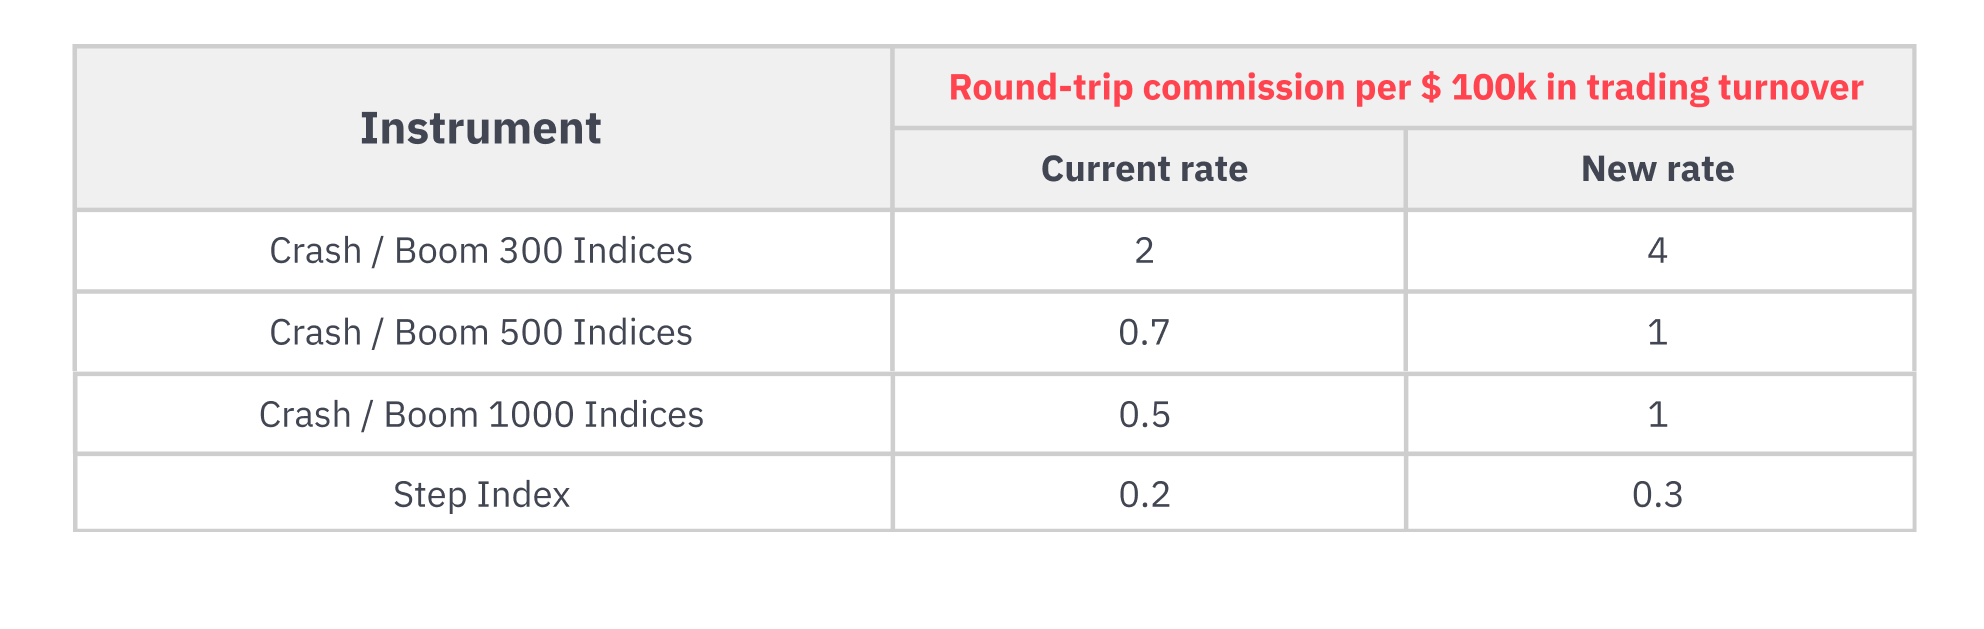 Instrument
Round-trip commission per $ 100k in trading turnover
Current rate
New rate
Crash / Boom 300 Indices
2
4
Crash / Boom 500 Indices
0.7
1
Crash / Boom 1000 Indices
0.5
1
Step Index
0.2
0.3